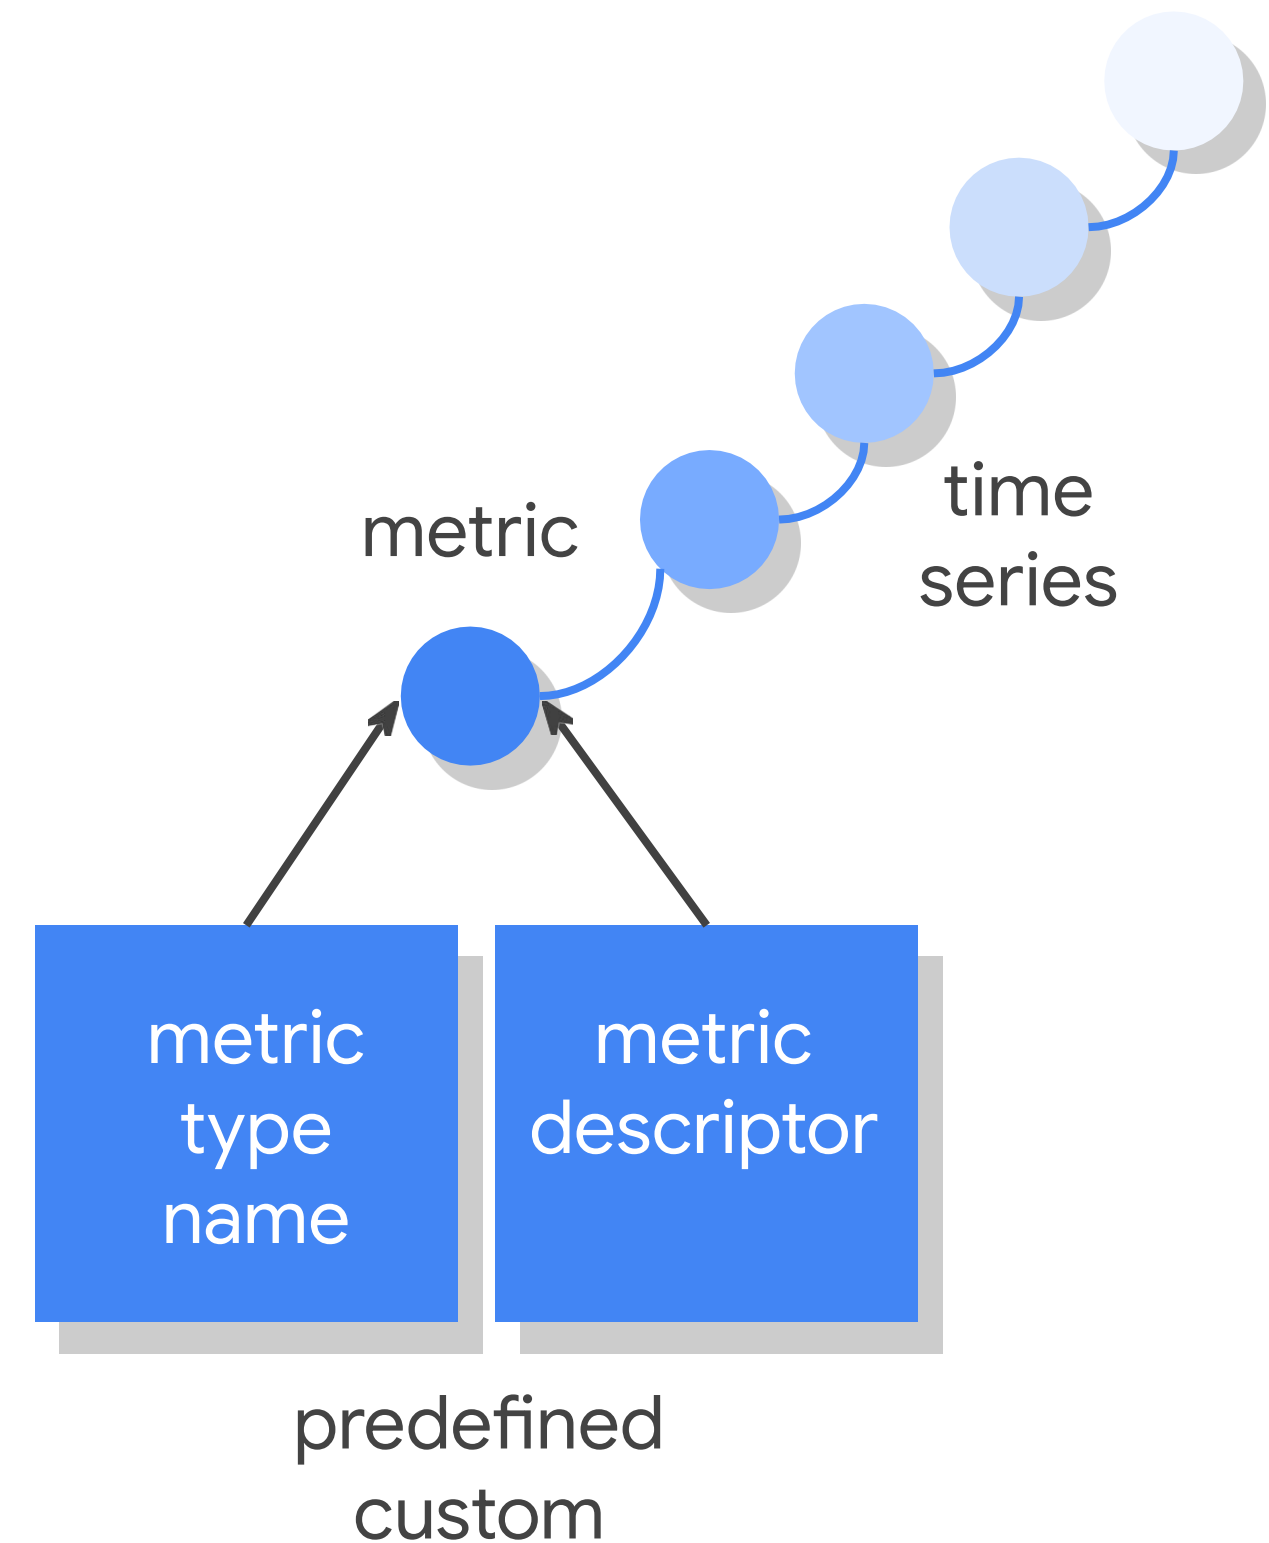 metric
time
series
metric
type
name
metric
descriptor
predefined
custom